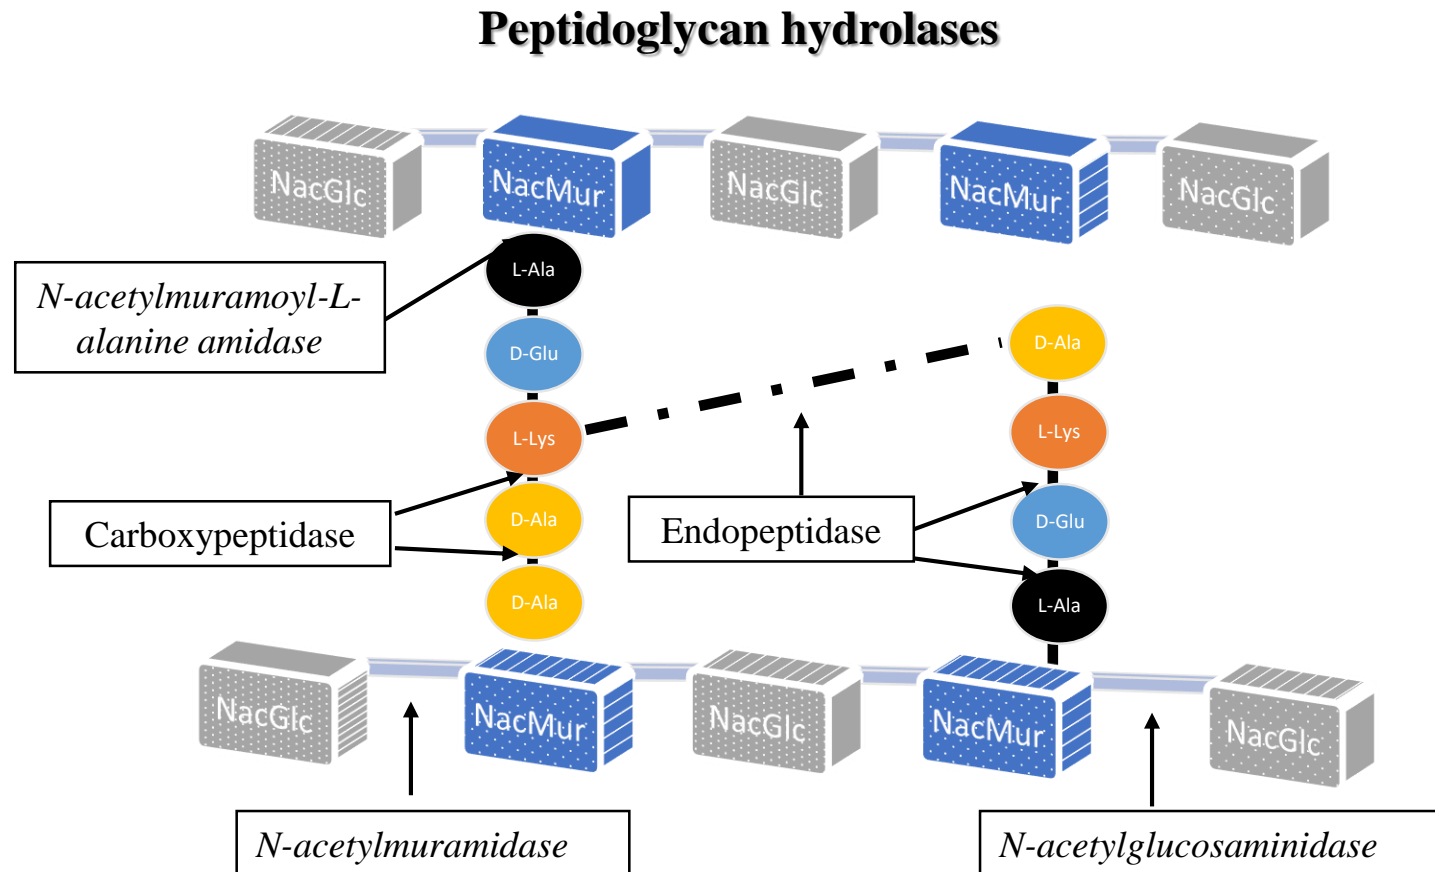 Peptidoglycan hydrolases
NacGlc
NacMur
NacGlc
NacMur
NacGlc
N-acetylmuramoyl-L-
alanine amidase
L-Ala
D-Glu
L-Lys
D-Ala
D-Ala
D-Ala
L-Lys
D-Glu
L-Ala
Carboxypeptidase
Endopeptidase
NacGlc
NacMur
NacGlc
NacMur
NacGlc
N-acetylmuramidase
N-acetylglucosaminidase